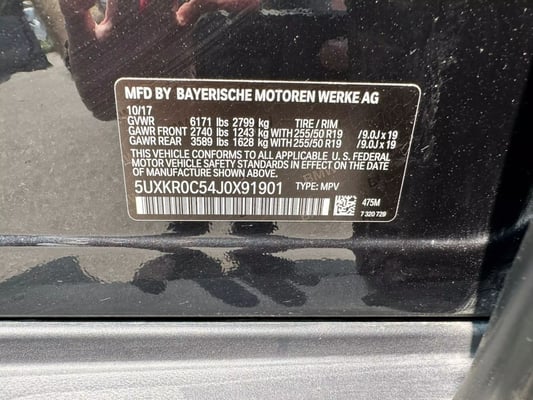 MFD BY BAYERISCHE MOTOREN WERKE AG
10/17
GVWR 6171 lbs 2799 kg TIRE / RIM
GAWR FRONT 2740 lbs 1243 kg WITH 255/50 R19 /9.0J x 19
GAWR REAR 3589 lbs 1628 kg WITH 255/50 R19 /9.0J x 19
THIS VEHICLE CONFORMS TO ALL APPLICABLE U. S. FEDERAL
MOTOR VEHICLE SAFETY STANDARDS IN EFFECT ON THE DATE
OF MANUFACTURE SHOWN ABOVE.
5UXKR0C54J0X91901 TYPE: MPV
475M
7 320 729